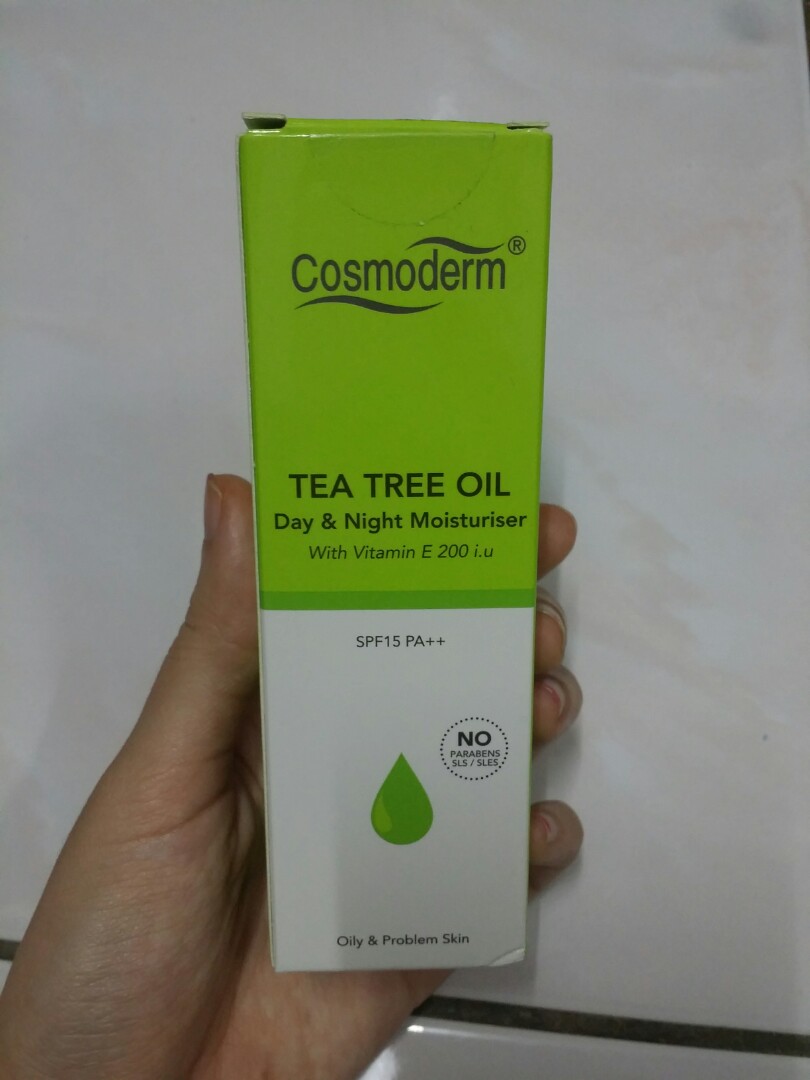 Cosmoderm®
TEA TREE OIL
Day & Night Moisturiser
With Vitamin E 200 i.u
SPF15 PA++
NO
PARABENS
SLS / SLES
Oily & Problem Skin